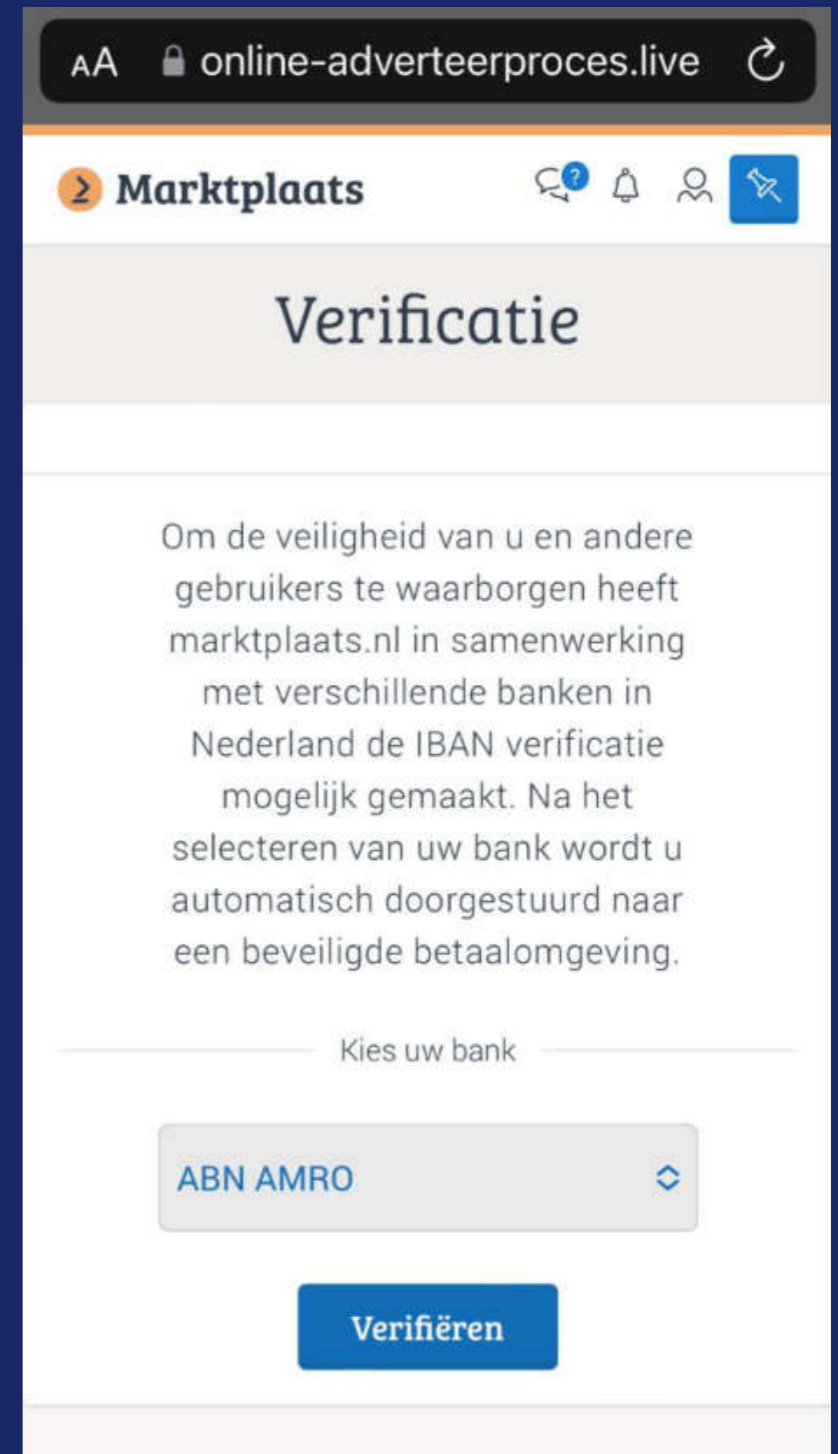 AA online-adverteerproces.live
Marktplaats ?
Verificatie
Om de veiligheid van u en andere
gebruikers te waarborgen heeft
marktplaats.nl in samenwerking
met verschillende banken in
Nederland de IBAN verificatie
mogelijk gemaakt. Na het
selecteren van uw bank wordt u
automatisch doorgestuurd naar
een beveiligde betaalomgeving.
Kies uw bank
ABN AMRO
Verifiëren